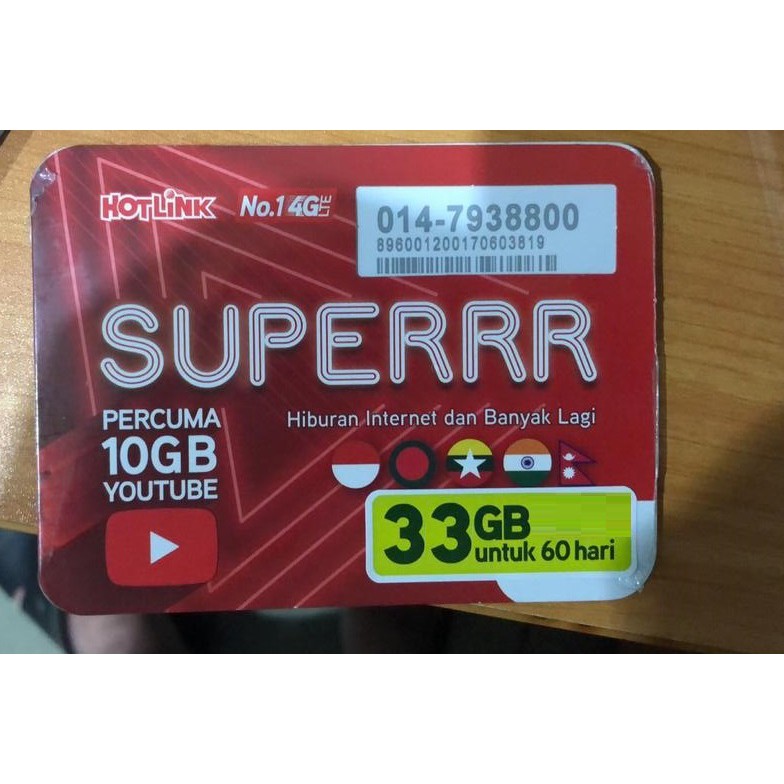 HOTLINK
No.1 4G LTE
014-7938800
896001200170603819
SUPERRR
PERCUMA
10GB
YOUTUBE
Hiburan Internet dan Banyak Lagi
33GB
untuk 60 hari